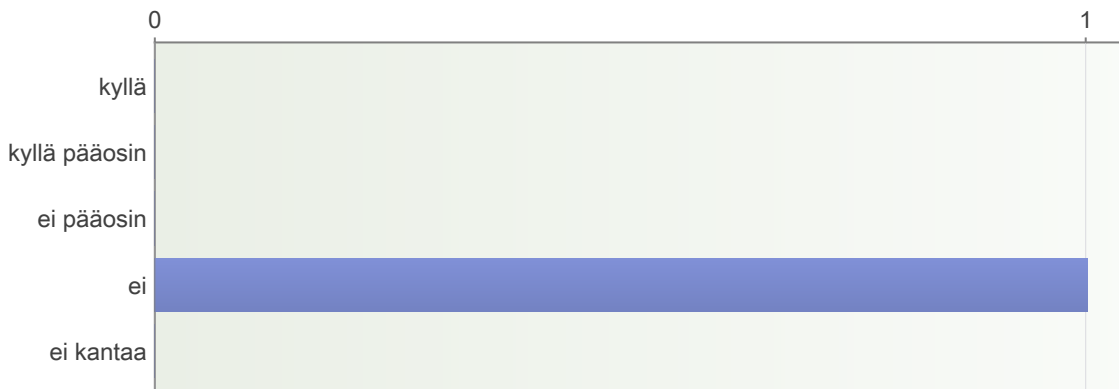 0 1
kyllä
kyllä pääosin
ei pääosin
ei
ei kantaa